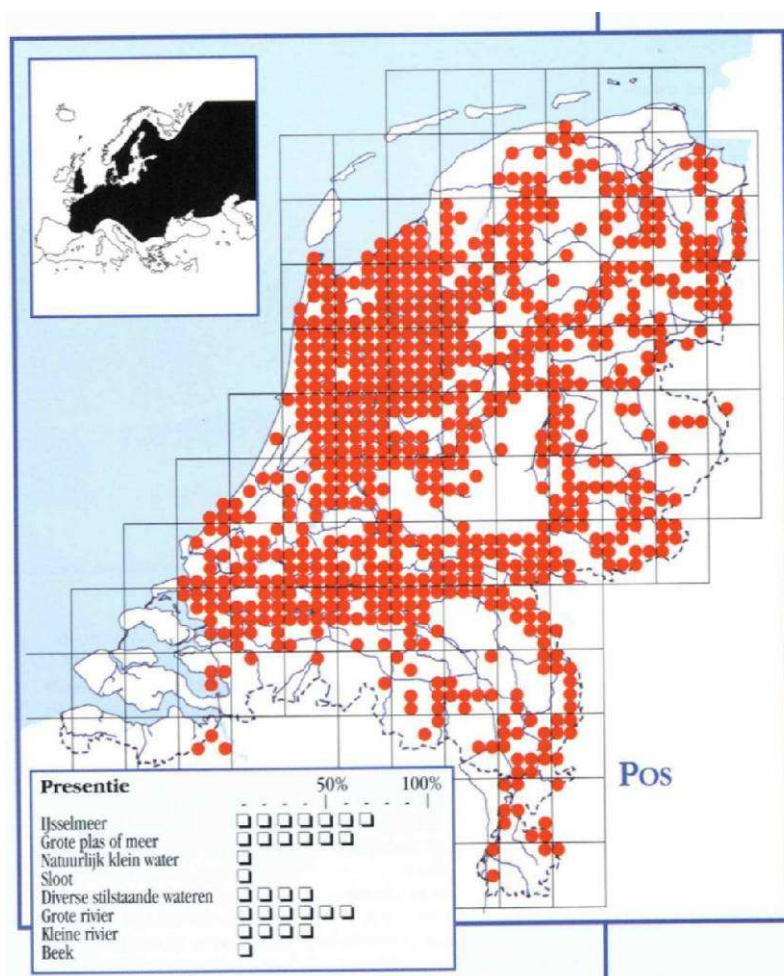 Pos
Presentie 50% 100%
IJsselmeer
Grote plas of meer
Natuurlijk klein water
Sloot
Diverse stilstaande wateren
Grote rivier
Kleine rivier
Beek